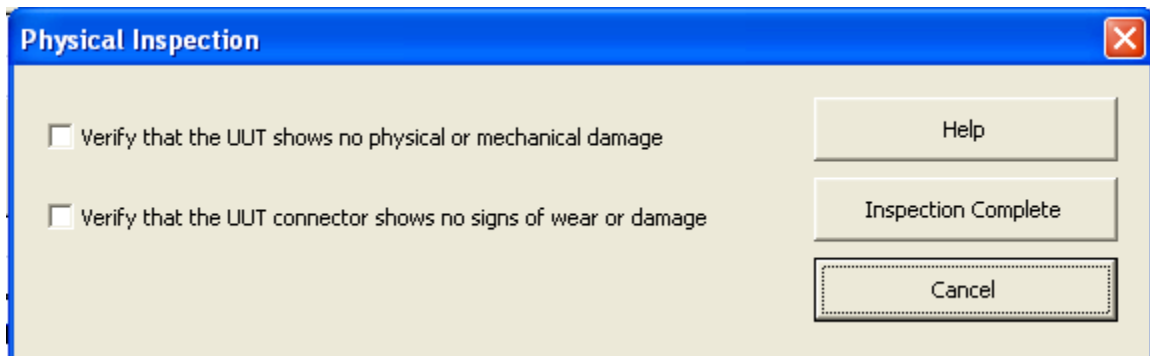 Physical Inspection
Verify that the UUT shows no physical or mechanical damage
Help
Verify that the UUT connector shows no signs of wear or damage
Inspection Complete
Cancel